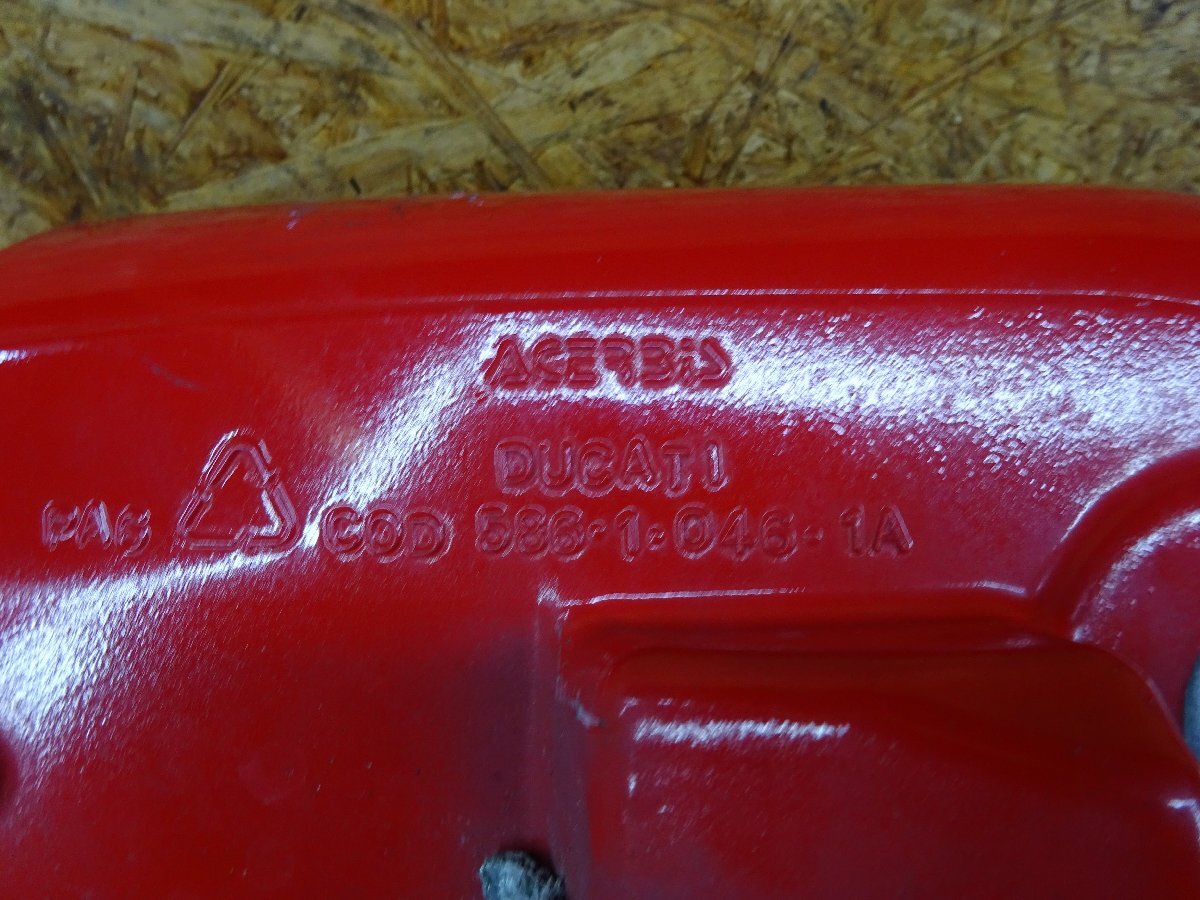 ACERBIS
DUCATI
PA6 COD 586·1·046·1A